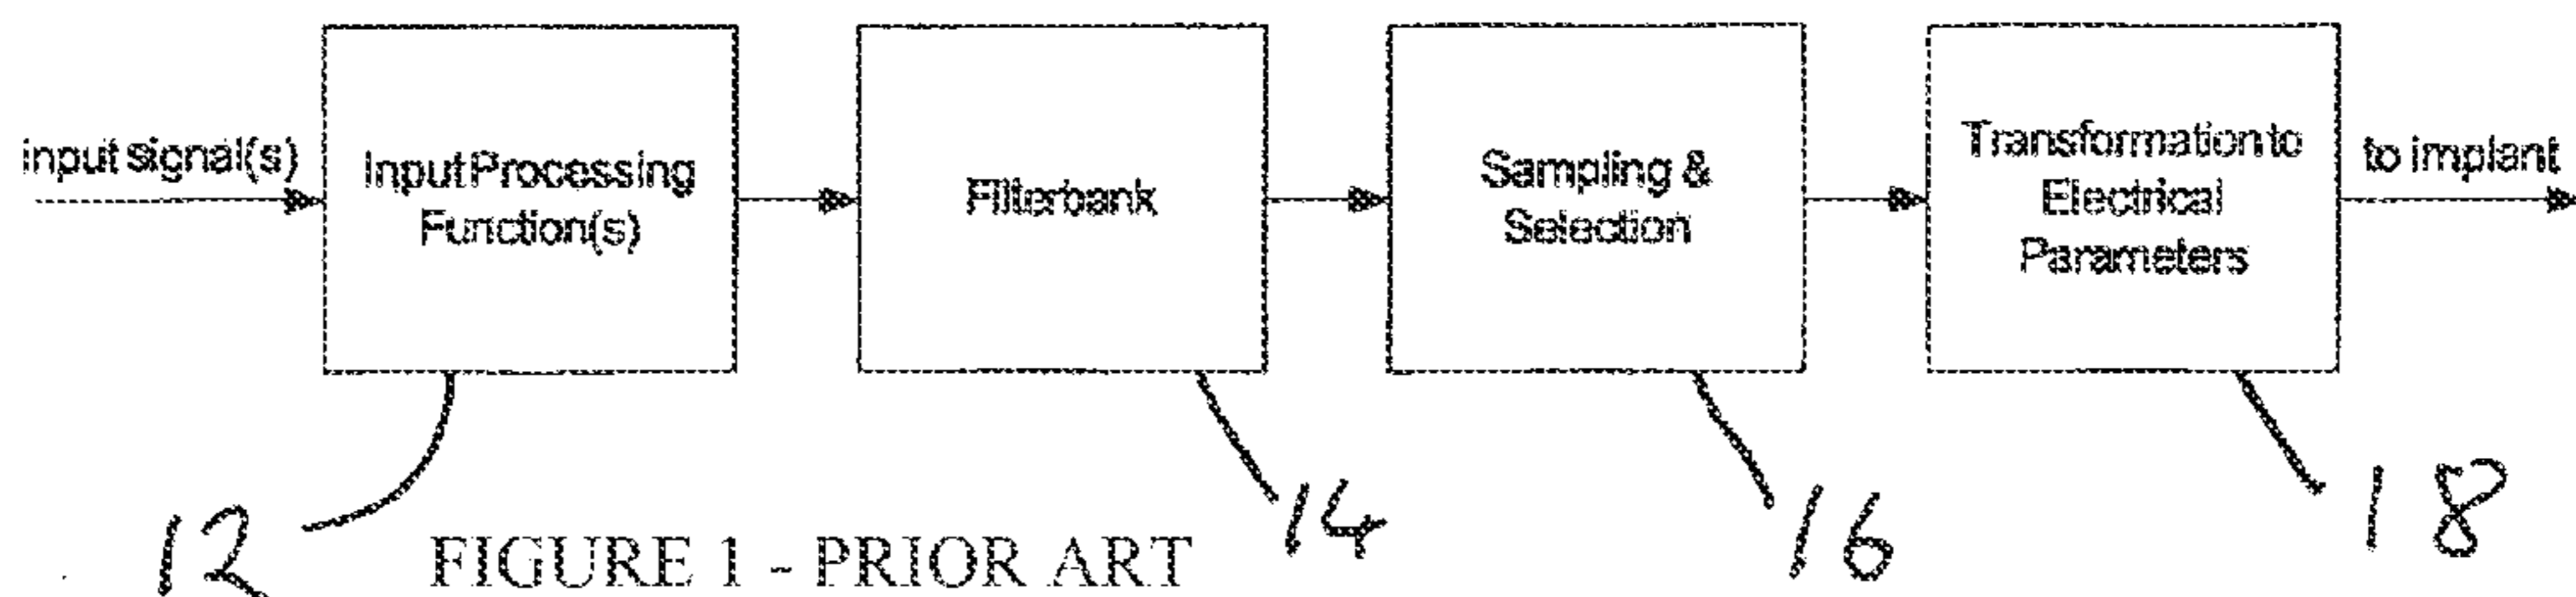 input signal(s)
Input Processing
Function(s)
Filterbank
Sampling &
Selection
Transformation to
Electrical
Parameters
to implant
12
14
16
18
FIGURE 1 - PRIOR ART